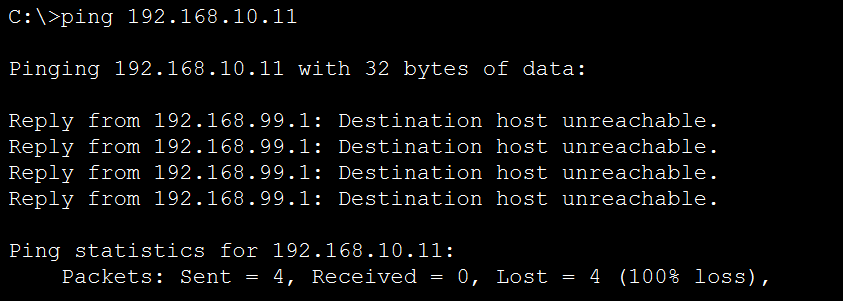 C:\>ping 192.168.10.11
Pinging 192.168.10.11 with 32 bytes of data:
Reply from 192.168.99.1: Destination host unreachable.
Reply from 192.168.99.1: Destination host unreachable.
Reply from 192.168.99.1: Destination host unreachable.
Reply from 192.168.99.1: Destination host unreachable.
Ping statistics for 192.168.10.11:
    Packets: Sent = 4, Received = 0, Lost = 4 (100% loss),